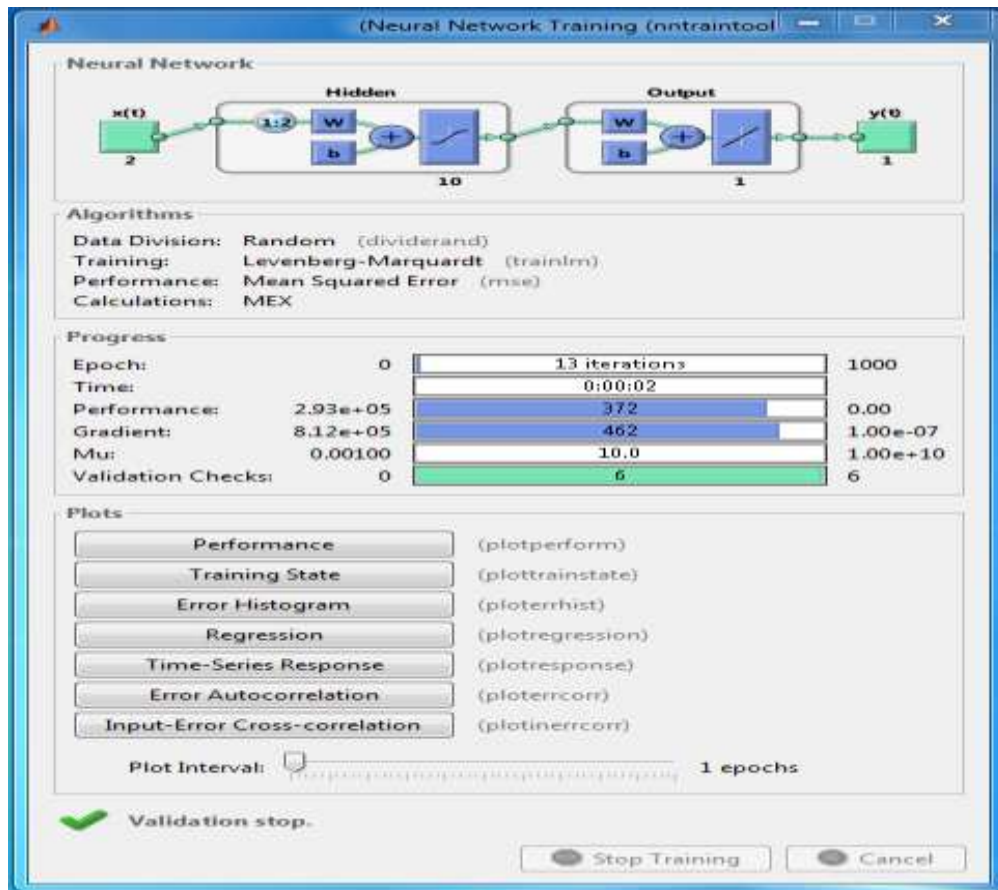 (Neural Network Training (nntraintool
Neural Network
Hidden
Output
x(t)
y(t)
1:2
W
b
W
b
2
10
1
1
Algorithms
Data Division: Random (dividerand)
Training: Levenberg-Marquardt (trainlm)
Performance: Mean Squared Error (mse)
Calculations: MEX
Progress
Epoch: 0 13 iterations 1000
Time: 0:00:02
Performance: 2.93e+05 372 0.00
Gradient: 8.12e+05 462 1.00e-07
Mu: 0.00100 10.0 1.00e+10
Validation Checks: 0 6 6
Plots
Performance (plotperform)
Training State (plottrainstate)
Error Histogram (ploterrhist)
Regression (plotregression)
Time-Series Response (plotresponse)
Error Autocorrelation (ploterrcorr)
Input-Error Cross-correlation (plotinerrcorr)
Plot Interval: 1 epochs
Validation stop.
Stop Training Cancel